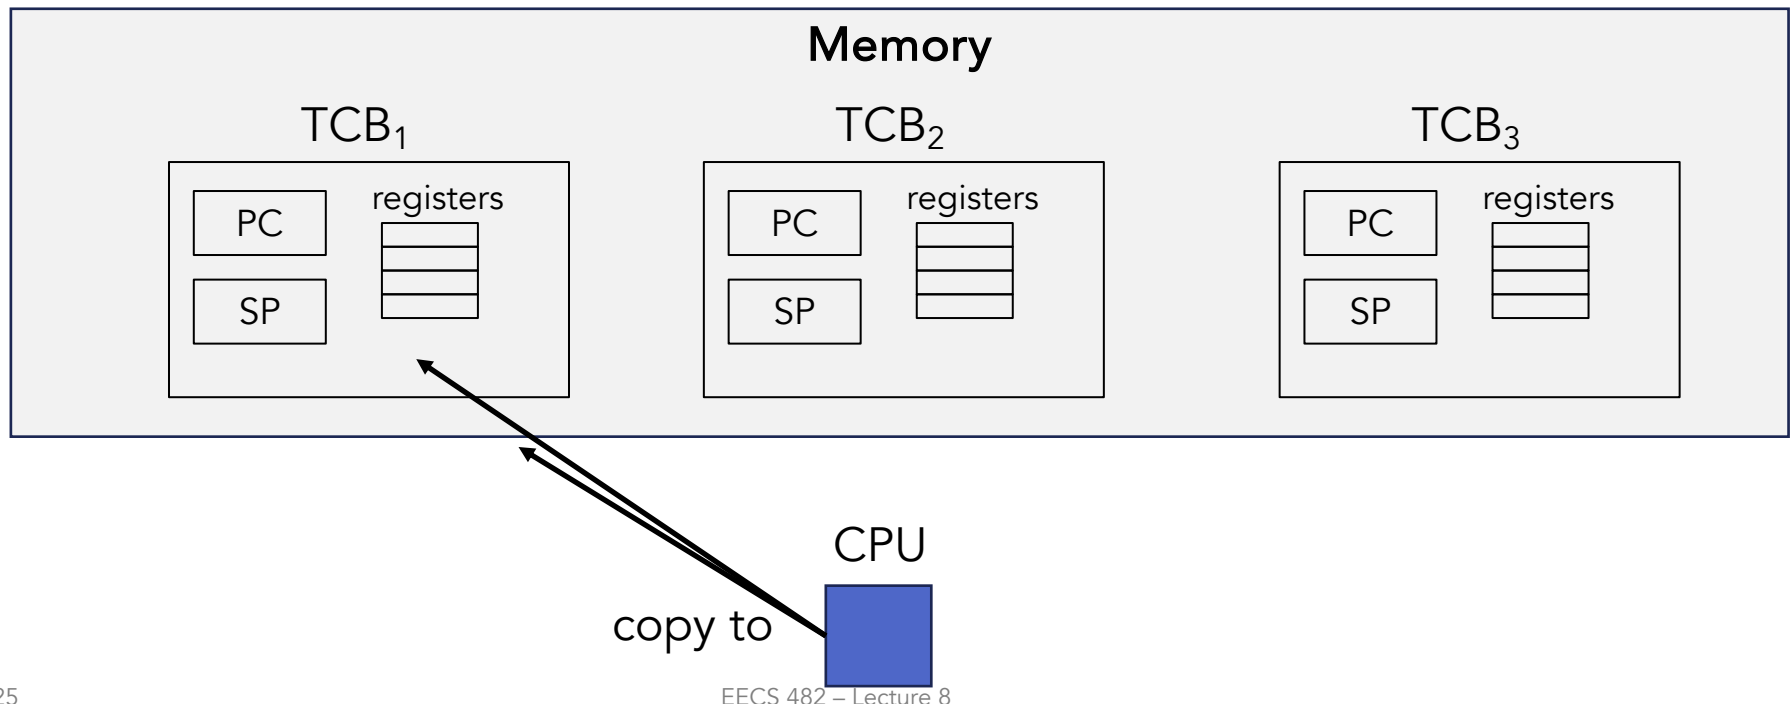 Memory
TCB₁
TCB₂
TCB₃
PC
registers
SP
PC
registers
SP
PC
registers
SP
CPU
copy to
25
EECS 482 – Lecture 8